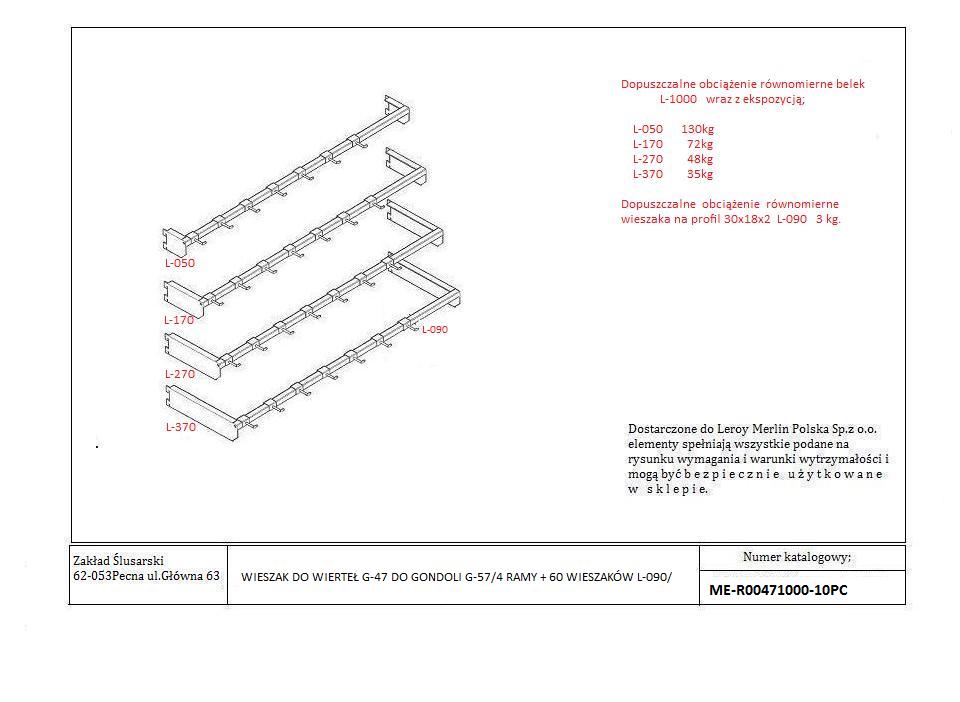 Dopuszczalne obciążenie równomierne belek
L-1000 wraz z ekspozycją;
L-050 130kg
L-170 72kg
L-270 48kg
L-370 35kg
Dopuszczalne obciążenie równomierne
wieszaka na profil 30x18x2 L-090 3 kg.
L-050
L-170
L-090
L-270
L-370
Dostarczone do Leroy Merlin Polska Sp.z o.o.
elementy spełniają wszystkie podane na
rysunku wymagania i warunki wytrzymałości i
mogą być b e z p i e c z n i e u ż y t k o w a n e
w s k l e p i e.
Zakład Ślusarski
62-053Pecna ul.Główna 63
WIESZAK DO WIERTEŁ G-47 DO GONDOLI G-57/4 RAMY + 60 WIESZAKÓW L-090/
Numer katalogowy;
ME-R00471000-10PC